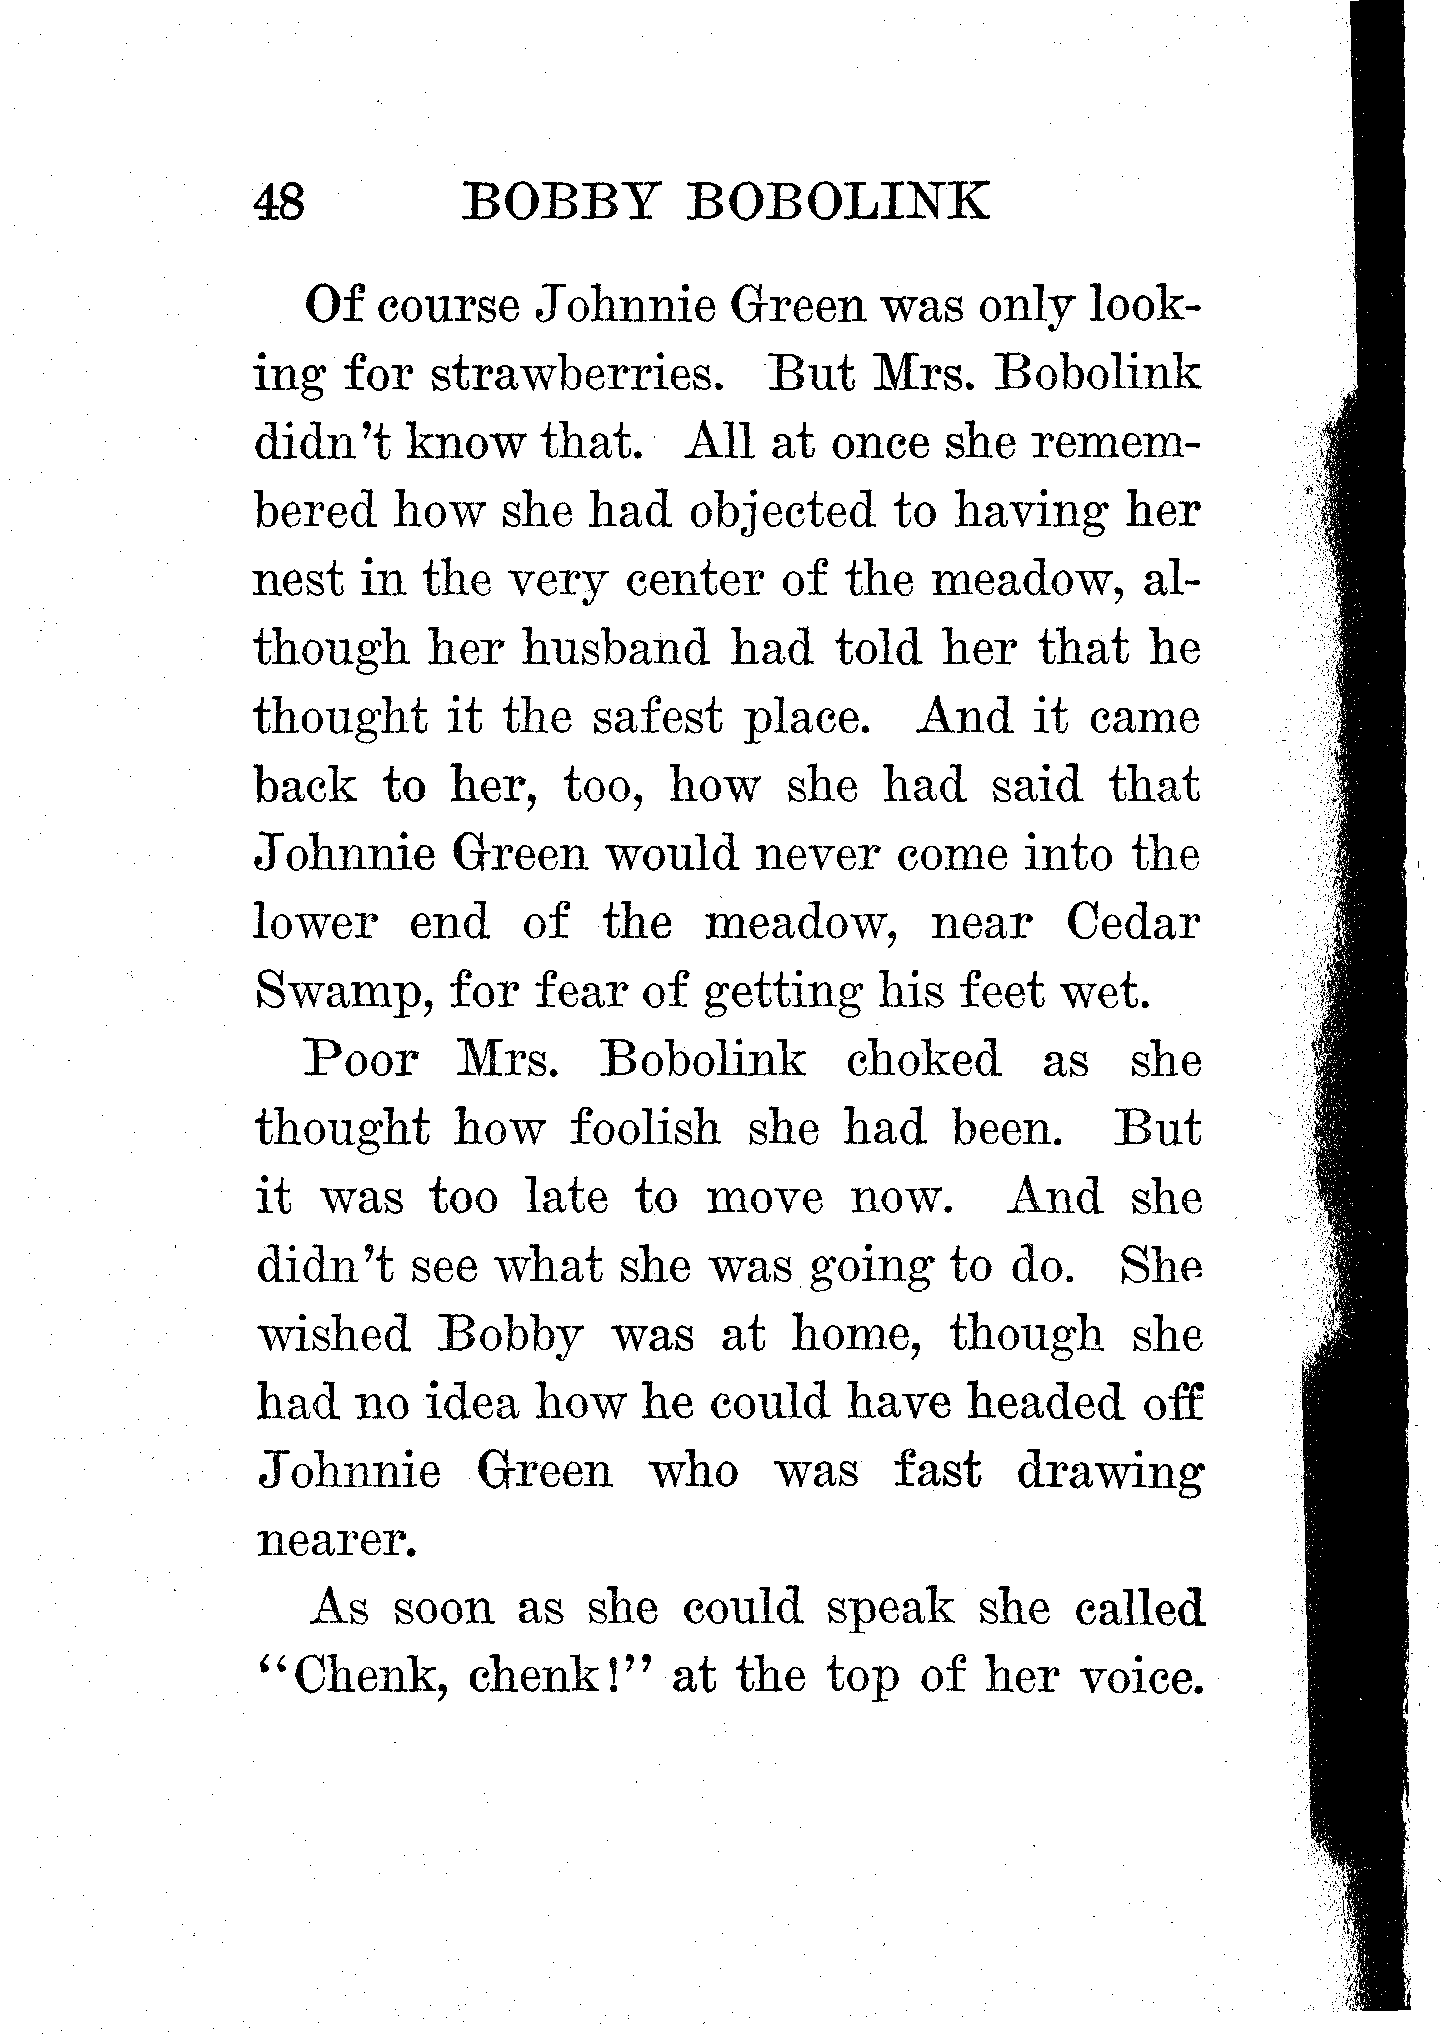 48 BOBBY BOBOLINK
Of course Johnnie Green was only look-
ing for strawberries. But Mrs. Bobolink
didn't know that. All at once she remem-
bered how she had objected to having her
nest in the very center of the meadow, al-
though her husband had told her that he
thought it the safest place. And it came
back to her, too, how she had said that
Johnnie Green would never come into the
lower end of the meadow, near Cedar
Swamp, for fear of getting his feet wet.
Poor Mrs. Bobolink choked as she
thought how foolish she had been. But
it was too late to move now. And she
didn't see what she was going to do. She
wished Bobby was at home, though she
had no idea how he could have headed off
Johnnie Green who was fast drawing
nearer.
As soon as she could speak she called
"Chenk, chenk!" at the top of her voice.